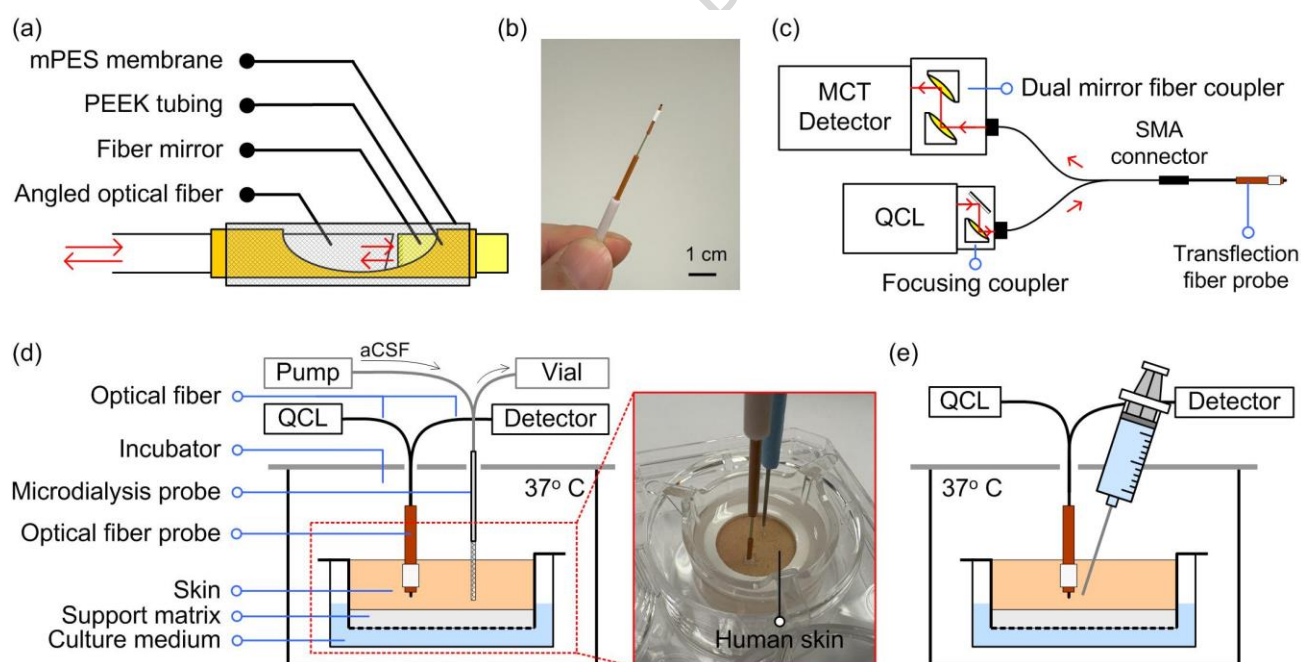 (a)
mPES membrane
PEEK tubing
Fiber mirror
Angled optical fiber
(b)
1 cm
(c)
MCT
Detector
Dual mirror fiber coupler
SMA
connector
QCL
Focusing coupler
Transflection
fiber probe
(d)
aCSF
Pump
Vial
Optical fiber
QCL
Detector
Incubator
37° C
Microdialysis probe
Optical fiber probe
Skin
Support matrix
Culture medium
Human skin
(e)
QCL
Detector
37° C